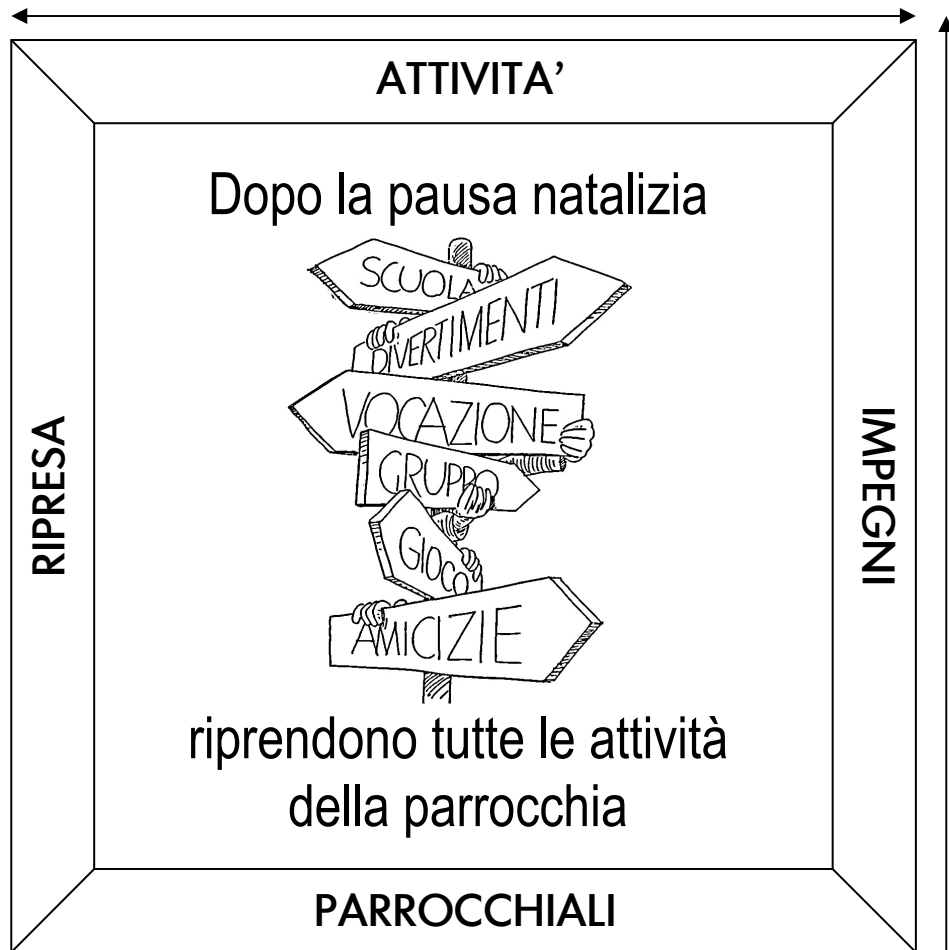 ATTIVITA’
Dopo la pausa natalizia
SCUOLA
DIVERTIMENTI
VOCAZIONE
GRUPPO
GIOCO
AMICIZIE
riprendono tutte le attività
della parrocchia
RIPRESA
IMPEGNI
PARROCCHIALI